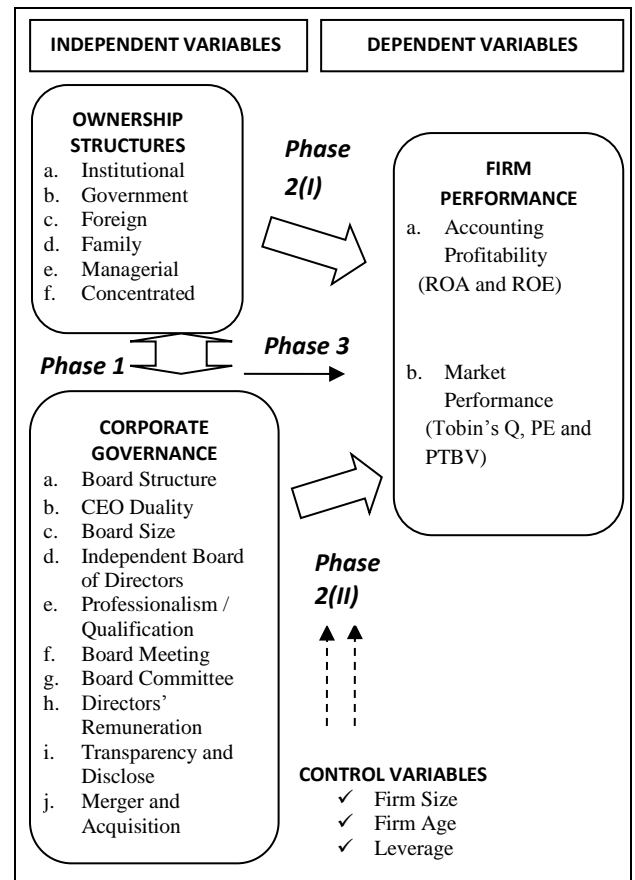 INDEPENDENT VARIABLES
DEPENDENT VARIABLES
OWNERSHIP
STRUCTURES
a. Institutional
b. Government
c. Foreign
d. Family
e. Managerial
f. Concentrated
Phase
2(I)
FIRM
PERFORMANCE
a. Accounting
Profitability
(ROA and ROE)
b. Market
Performance
(Tobin's Q, PE and
PTBV)
Phase 1
Phase 3
CORPORATE
GOVERNANCE
a. Board Structure
b. CEO Duality
c. Board Size
d. Independent Board
of Directors
e. Professionalism /
Qualification
f. Board Meeting
g. Board Committee
h. Directors'
Remuneration
i. Transparency and
Disclose
j. Merger and
Acquisition
Phase
2(II)
CONTROL VARIABLES
✓ Firm Size
✓ Firm Age
✓ Leverage